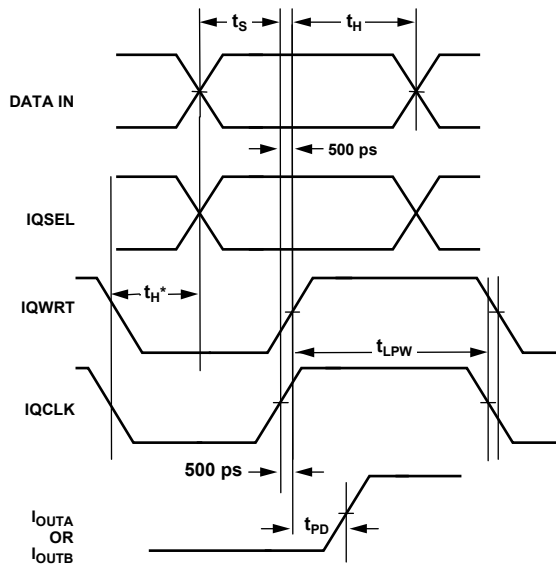 tS
tH
DATA IN
500 ps
IQSEL
tH*
IQWRT
tLPW
IQCLK
500 ps
IOUTA
OR
IOUTB
tPD